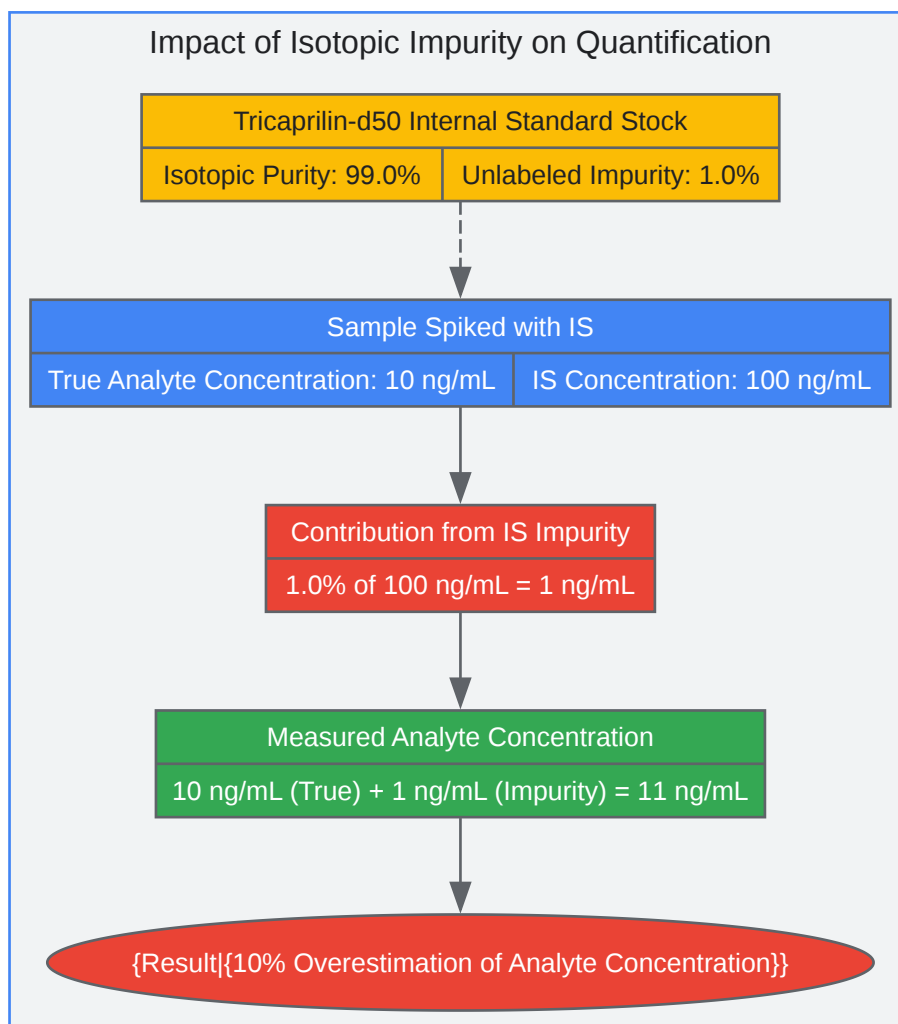 Impact of Isotopic Impurity on Quantification
Tricaprilin-d50 Internal Standard Stock
Isotopic Purity: 99.0%
Unlabeled Impurity: 1.0%
Sample Spiked with IS
True Analyte Concentration: 10 ng/mL
IS Concentration: 100 ng/mL
Contribution from IS Impurity
1.0% of 100 ng/mL = 1 ng/mL
Measured Analyte Concentration
10 ng/mL (True) + 1 ng/mL (Impurity) = 11 ng/mL
{Result|{10% Overestimation of Analyte Concentration}}